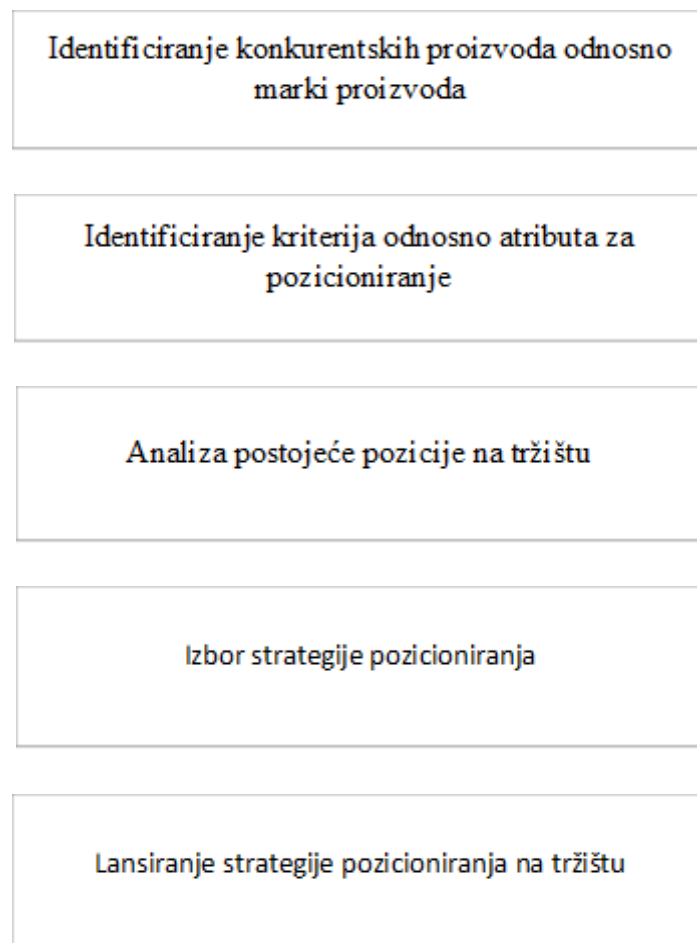 Identificiranje konkurentskih proizvoda odnosno
marki proizvoda
Identificiranje kriterija odnosno atributa za
pozicioniranje
Analiza postojeće pozicije na tržištu
Izbor strategije pozicioniranja
Lansiranje strategije pozicioniranja na tržištu